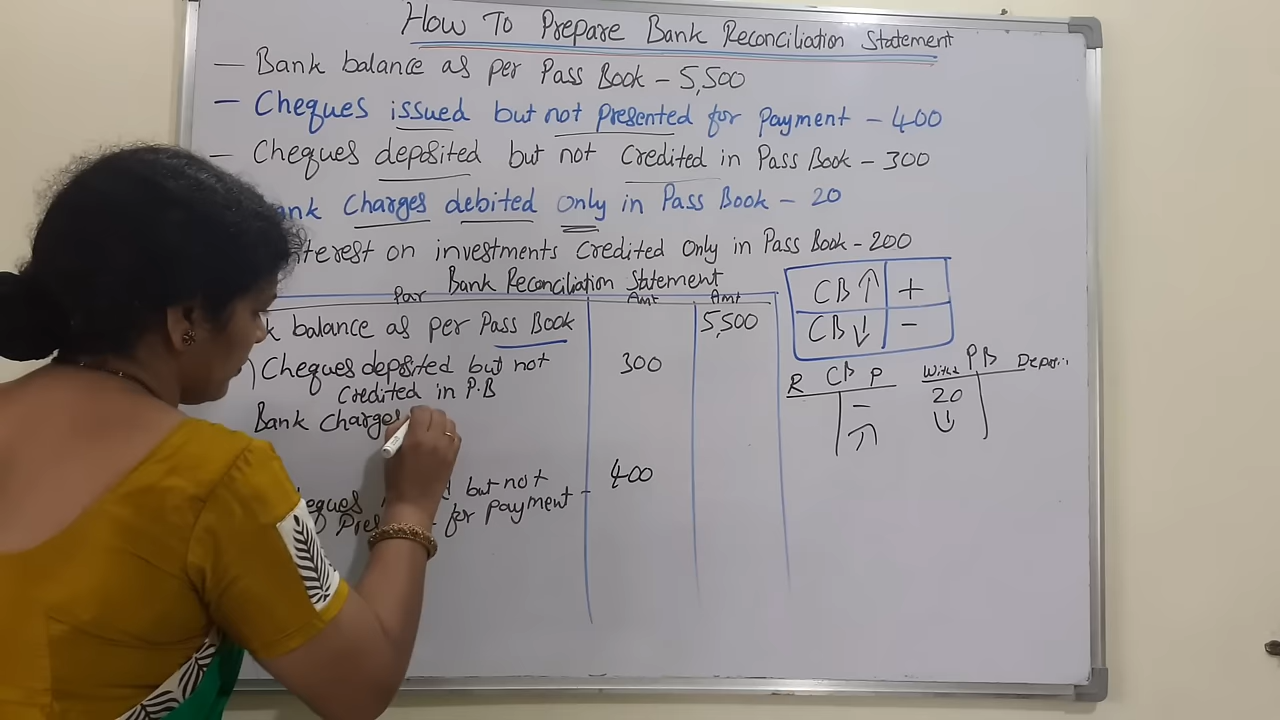 How To Prepare Bank Reconciliation Statement
— Bank balance as per Pass Book – 5,500
— Cheques issued but not presented for payment – 400
— Cheques deposited but not Credited in Pass Book – 300
ank Charges debited only in Pass Book – 20
nterest on investments Credited Only in Pass Book – 200
Bank Reconciliation Statement
Par Amt Amt
k balance as per Pass Book 5,500
) Cheques deposited but not 300
Credited in P.B
Bank Charges
but not 400
for payment –
CB ↑ +
CB ↓ –
R CB P
–
↑
PB
20
↓